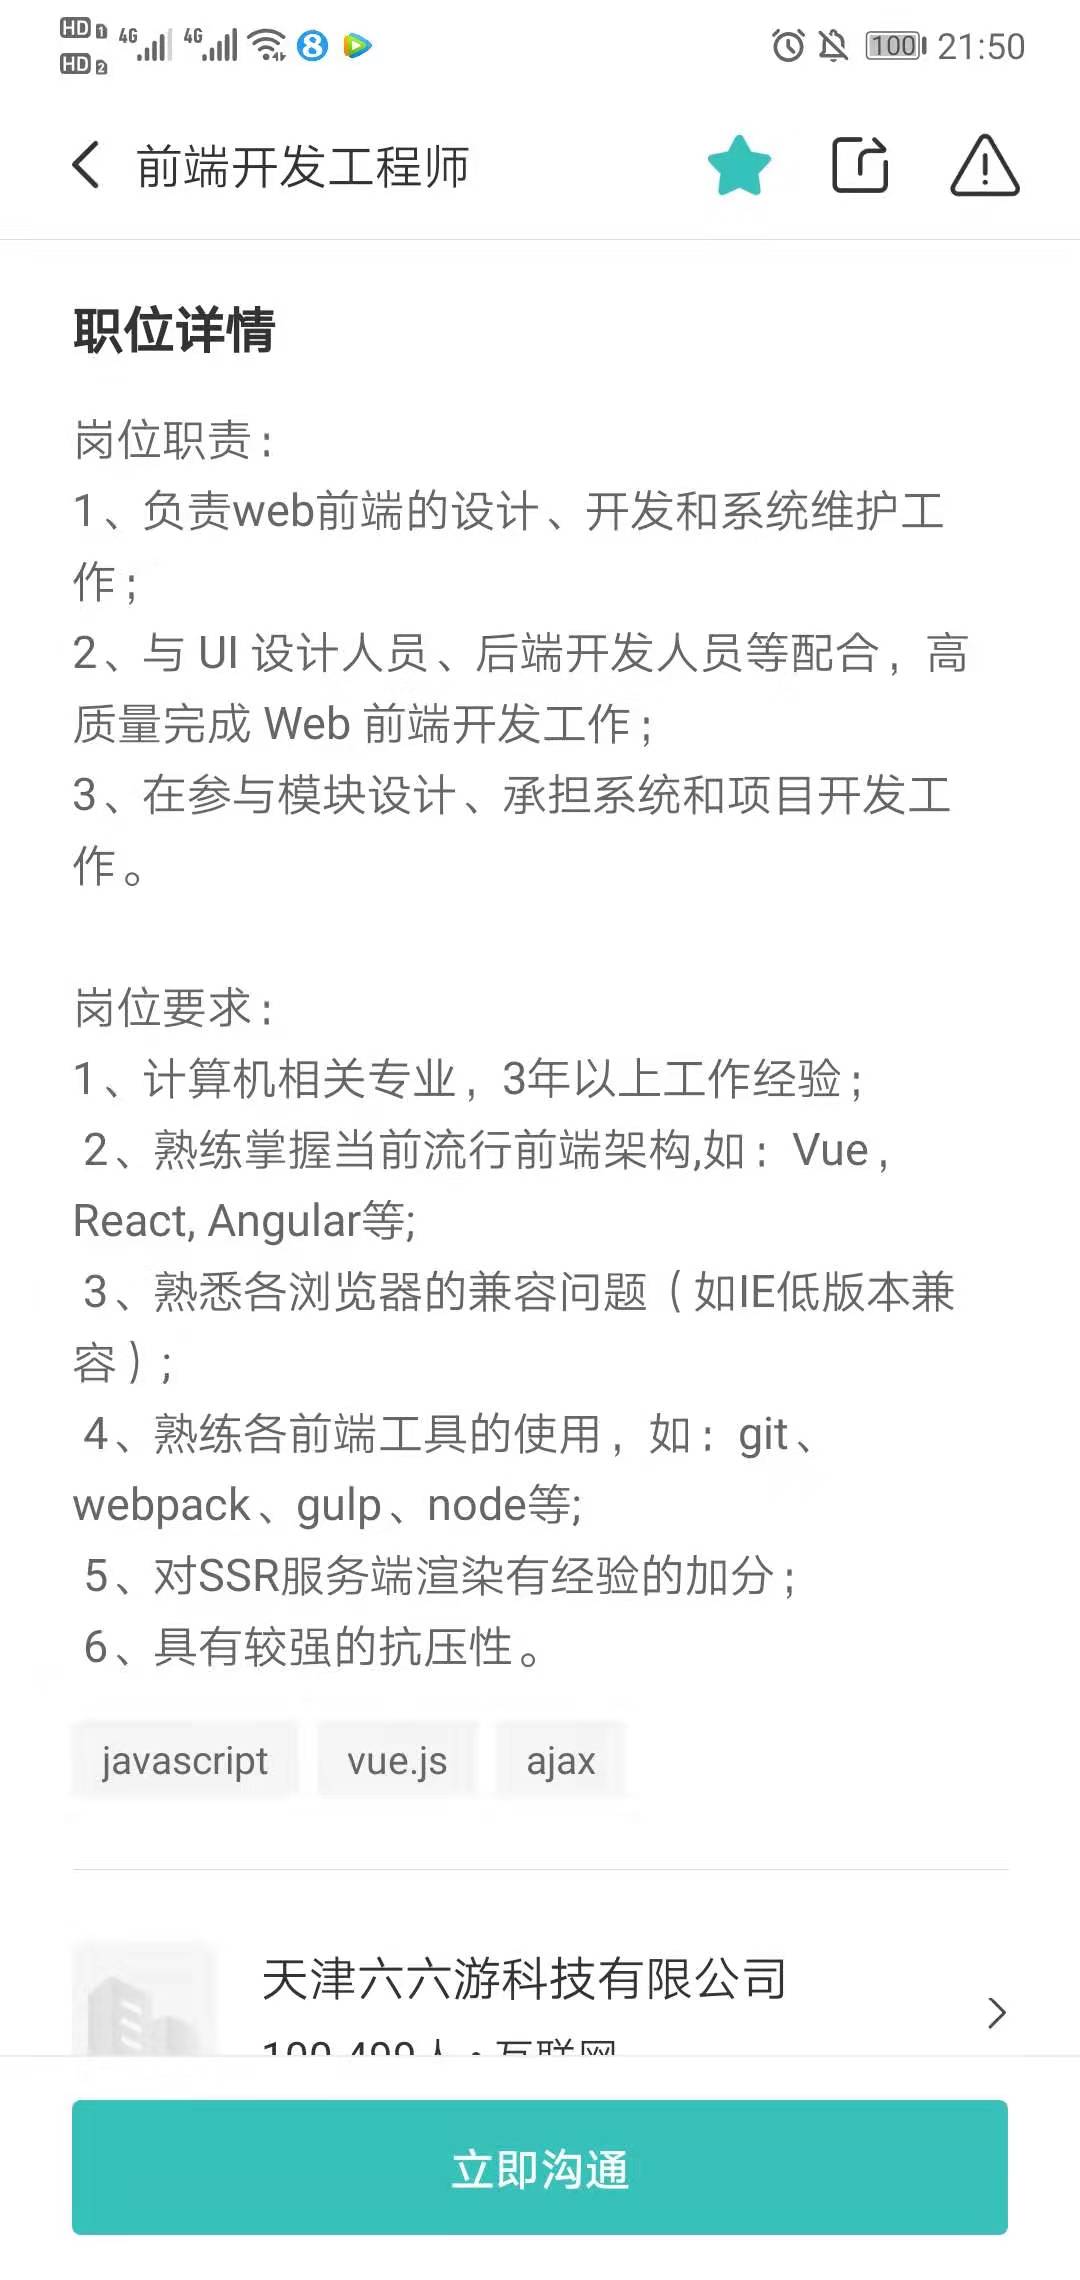 HD 1 4G 4G 8 100 21:50
HD 2
前端开发工程师
职位详情
岗位职责：
1、负责web前端的设计、开发和系统维护工
作；
2、与 UI 设计人员、后端开发人员等配合，高
质量完成 Web 前端开发工作；
3、在参与模块设计、承担系统和项目开发工
作。
岗位要求：
1、计算机相关专业，3年以上工作经验；
2、熟练掌握当前流行前端架构,如：Vue，
React, Angular等;
3、熟悉各浏览器的兼容问题（如IE低版本兼
容）；
4、熟练各前端工具的使用，如：git、
webpack、gulp、node等;
5、对SSR服务端渲染有经验的加分；
6、具有较强的抗压性。
javascript vue.js ajax
天津六六游科技有限公司
100-499人·互联网
立即沟通